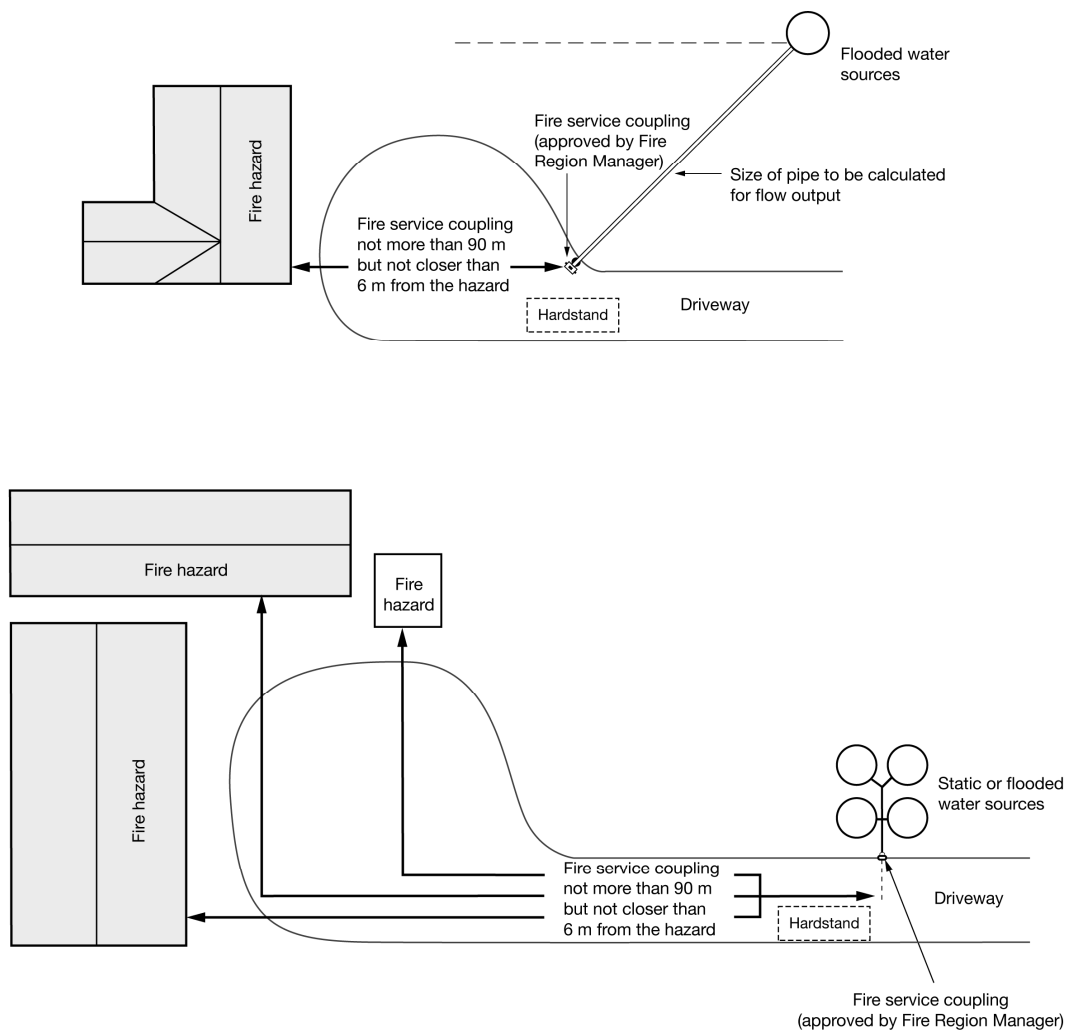 Flooded water
sources
Fire service coupling
(approved by Fire
Region Manager)
Size of pipe to be calculated
for flow output
Fire hazard
Fire service coupling
not more than 90 m
but not closer than
6 m from the hazard
Driveway
Hardstand
Fire hazard
Fire
hazard
Fire hazard
Static or flooded
water sources
Fire service coupling
not more than 90 m
but not closer than
6 m from the hazard
Driveway
Hardstand
Fire service coupling
(approved by Fire Region Manager)